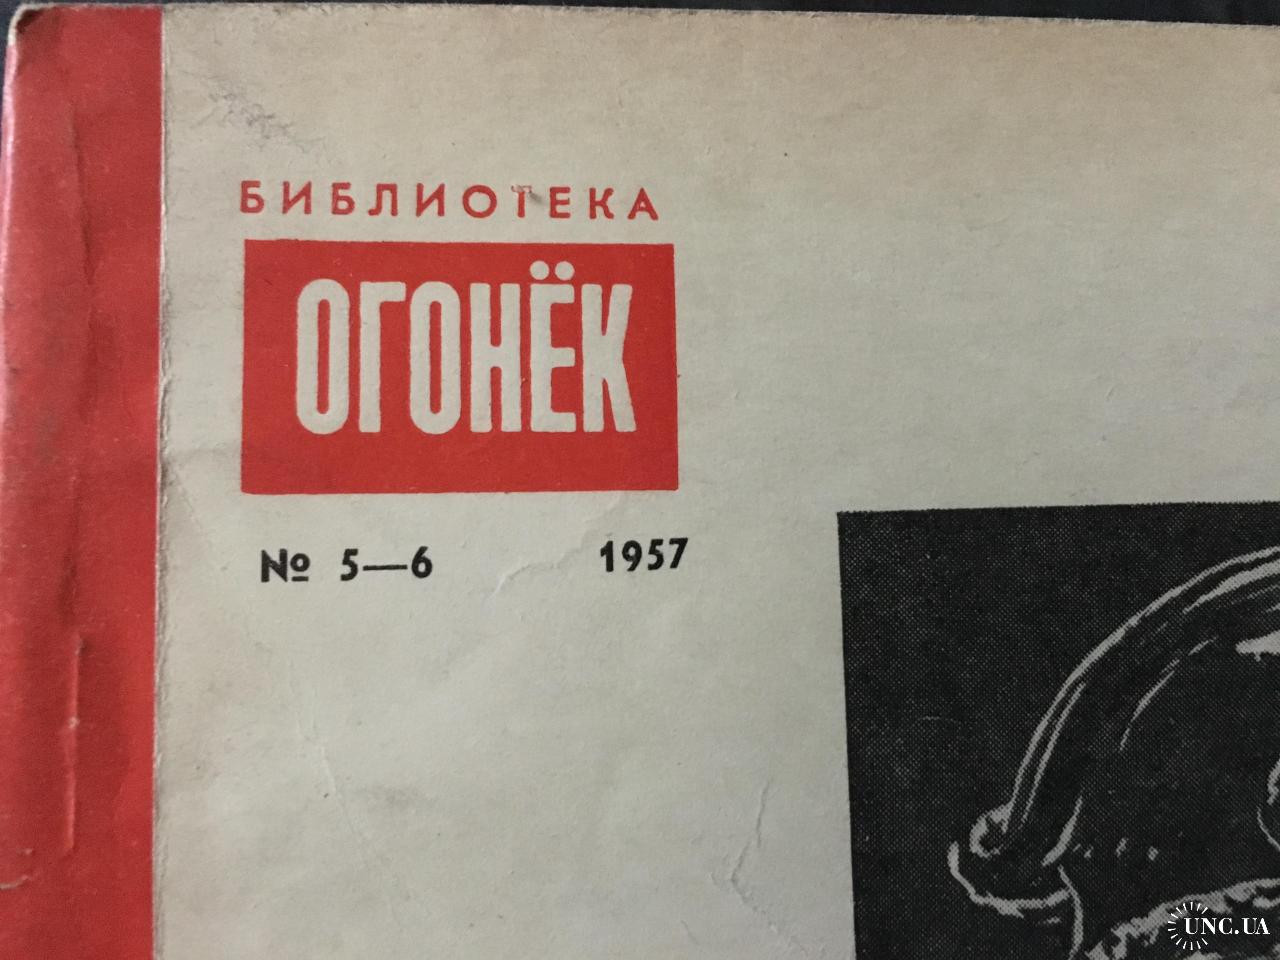 БИБЛИОТЕКА
ОГОНЁК
№ 5—6 1957
UNC.UA